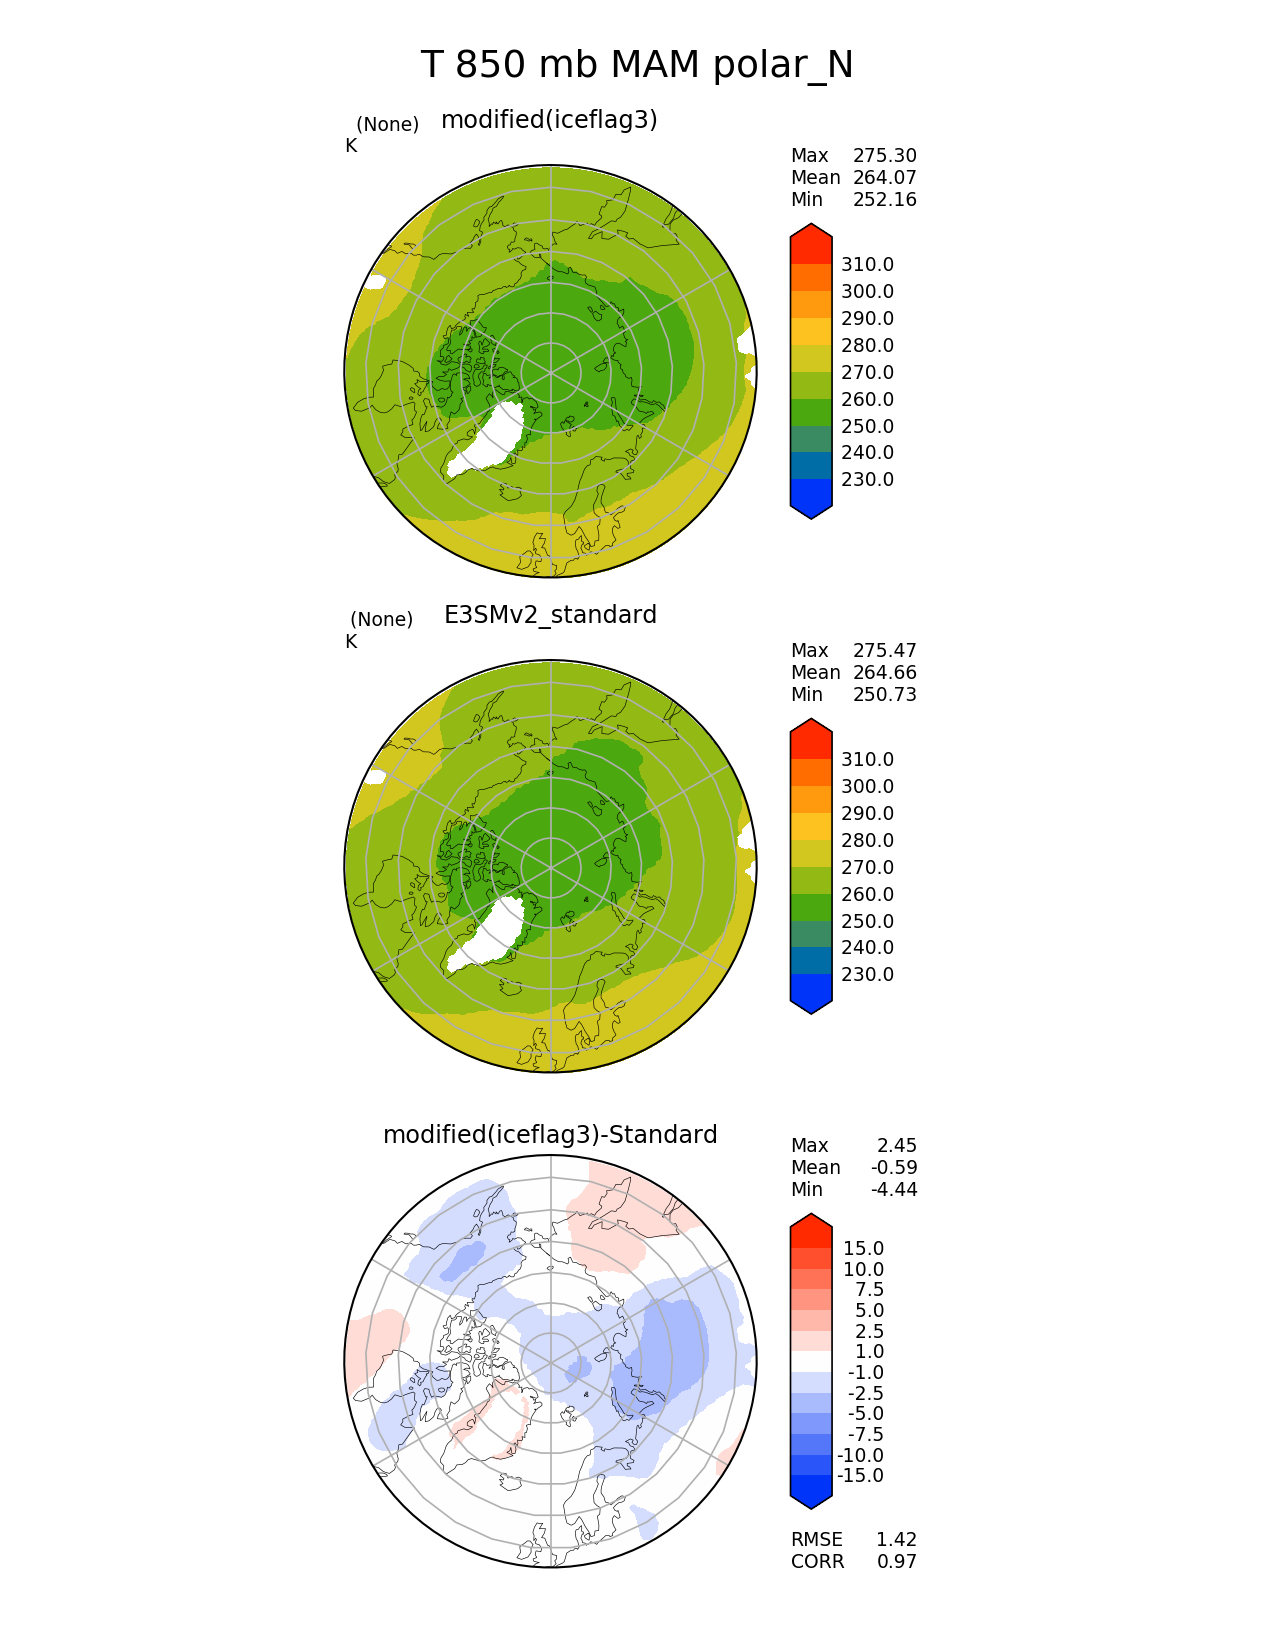 T 850 mb MAM polar_N
(None) modified(iceflag3)
K
Max 275.30
Mean 264.07
Min 252.16
310.0
300.0
290.0
280.0
270.0
260.0
250.0
240.0
230.0
(None) E3SMv2_standard
K
Max 275.47
Mean 264.66
Min 250.73
310.0
300.0
290.0
280.0
270.0
260.0
250.0
240.0
230.0
modified(iceflag3)-Standard
Max 2.45
Mean -0.59
Min -4.44
15.0
10.0
7.5
5.0
2.5
1.0
-1.0
-2.5
-5.0
-7.5
-10.0
-15.0
RMSE 1.42
CORR 0.97